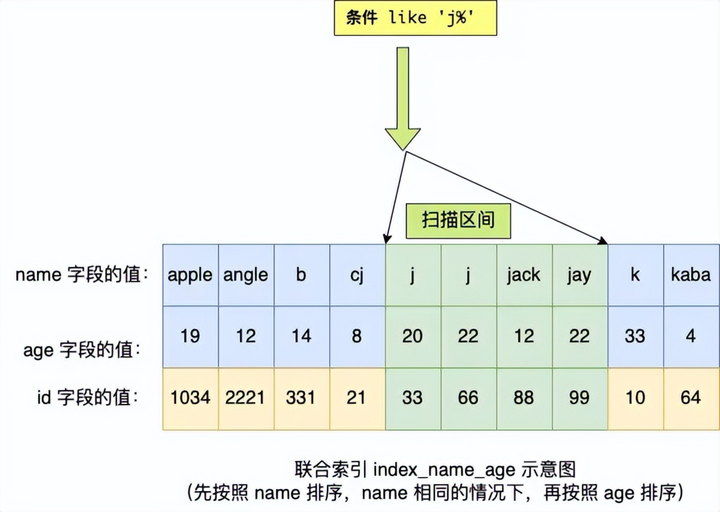 条件 like 'j%'
扫描区间
name 字段的值: apple angle b cj j j jack jay k kaba
age 字段的值: 19 12 14 8 20 22 12 22 33 4
id 字段的值: 1034 2221 331 21 33 66 88 99 10 64
联合索引 index_name_age 示意图
（先按照 name 排序，name 相同的情况下，再按照 age 排序）